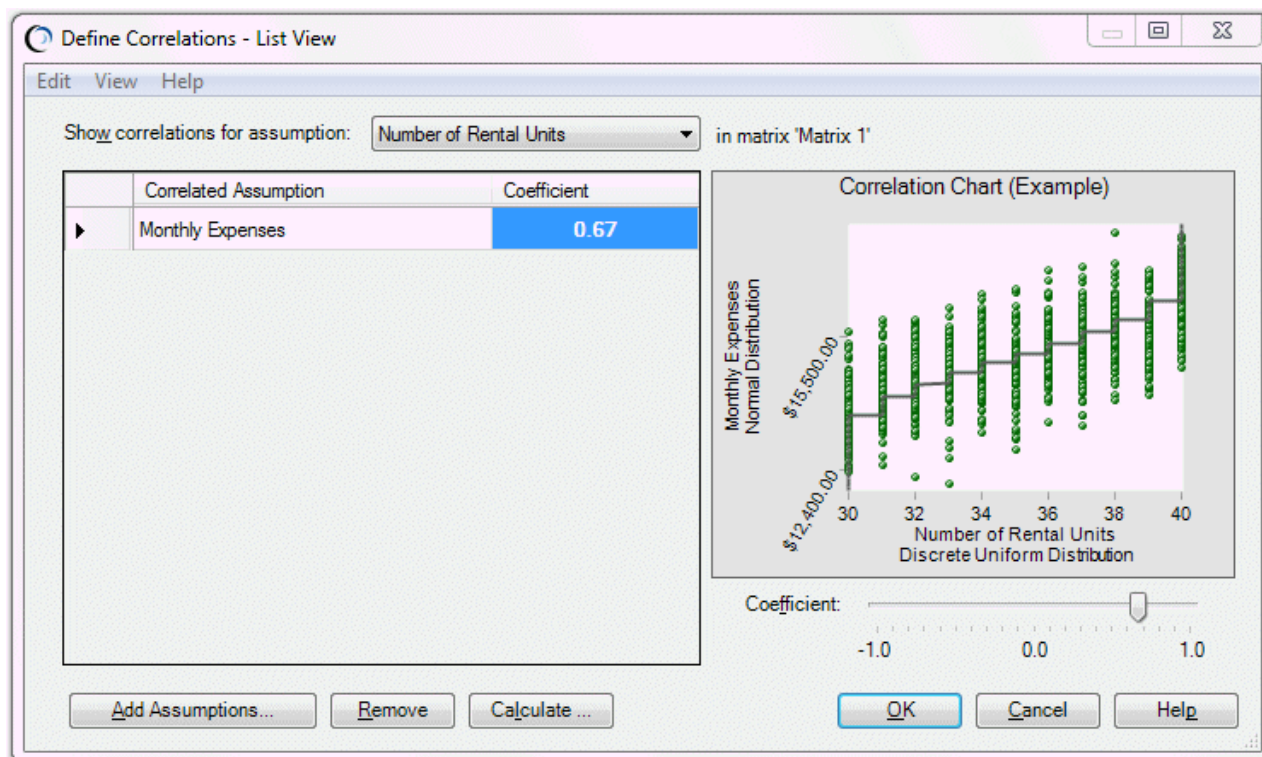 Define Correlations - List View
Edit View Help
Show correlations for assumption: Number of Rental Units in matrix 'Matrix 1'
Correlated Assumption Coefficient
Monthly Expenses 0.67
Correlation Chart (Example)
Monthly Expenses
Normal Distribution
$15,500.00
$12,400.00
30 32 34 36 38 40
Number of Rental Units
Discrete Uniform Distribution
Coefficient:
-1.0 0.0 1.0
Add Assumptions... Remove Calculate ... OK Cancel Help